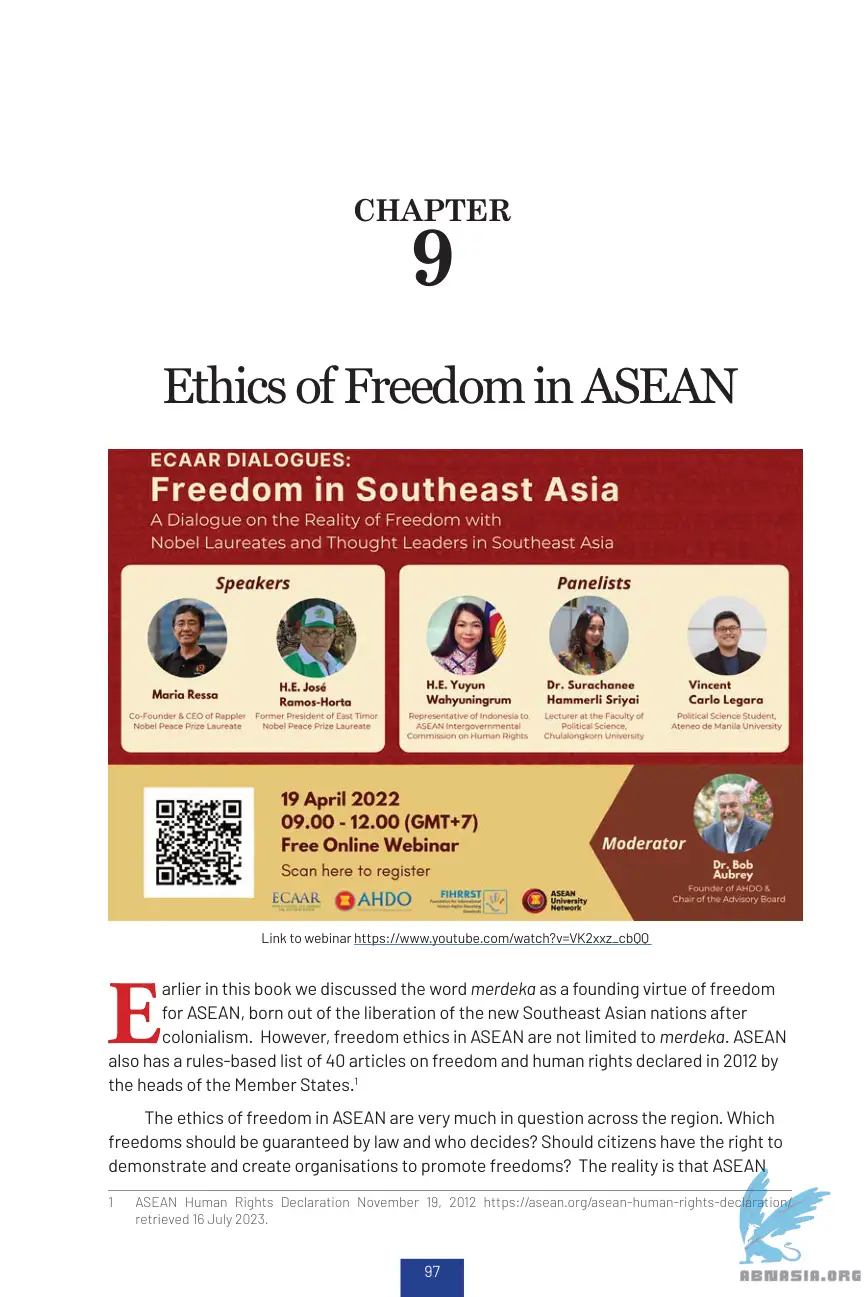 CHAPTER
9
Ethics of Freedom in ASEAN
ECAAR DIALOGUES:
Freedom in Southeast Asia
A Dialogue on the Reality of Freedom with
Nobel Laureates and Thought Leaders in Southeast Asia
Speakers
Maria Ressa
Co-Founder & CEO of Rappler
Nobel Peace Prize Laureate
H.E. José
Ramos-Horta
Former President of East Timor
Nobel Peace Prize Laureate
Panelists
H.E. Yuyun
Wahyuningrum
Representative of Indonesia to
ASEAN Intergovernmental
Commission on Human Rights
Dr. Surachanee
Hammerli Sriyai
Lecturer at the Faculty of
Political Science,
Chulalongkorn University
Vincent
Carlo Legara
Political Science Student,
Ateneo de Manila University
19 April 2022
09.00 - 12.00 (GMT+7)
Free Online Webinar
Scan here to register
ECAAR
AHDO
FIHRRST
ASEAN
University
Network
Moderator
Dr. Bob
Aubrey
Founder of AHDO &
Chair of the Advisory Board
Link to webinar https://www.youtube.com/watch?v=VK2xxz_cbQQ
Earlier in this book we discussed the word merdeka as a founding virtue of freedom
for ASEAN, born out of the liberation of the new Southeast Asian nations after
colonialism. However, freedom ethics in ASEAN are not limited to merdeka. ASEAN
also has a rules-based list of 40 articles on freedom and human rights declared in 2012 by
the heads of the Member States.1
The ethics of freedom in ASEAN are very much in question across the region. Which
freedoms should be guaranteed by law and who decides? Should citizens have the right to
demonstrate and create organisations to promote freedoms? The reality is that ASEAN
1 ASEAN Human Rights Declaration November 19, 2012 https://asean.org/asean-human-rights-declaration/
retrieved 16 July 2023.
97
ABNASIA.ORG